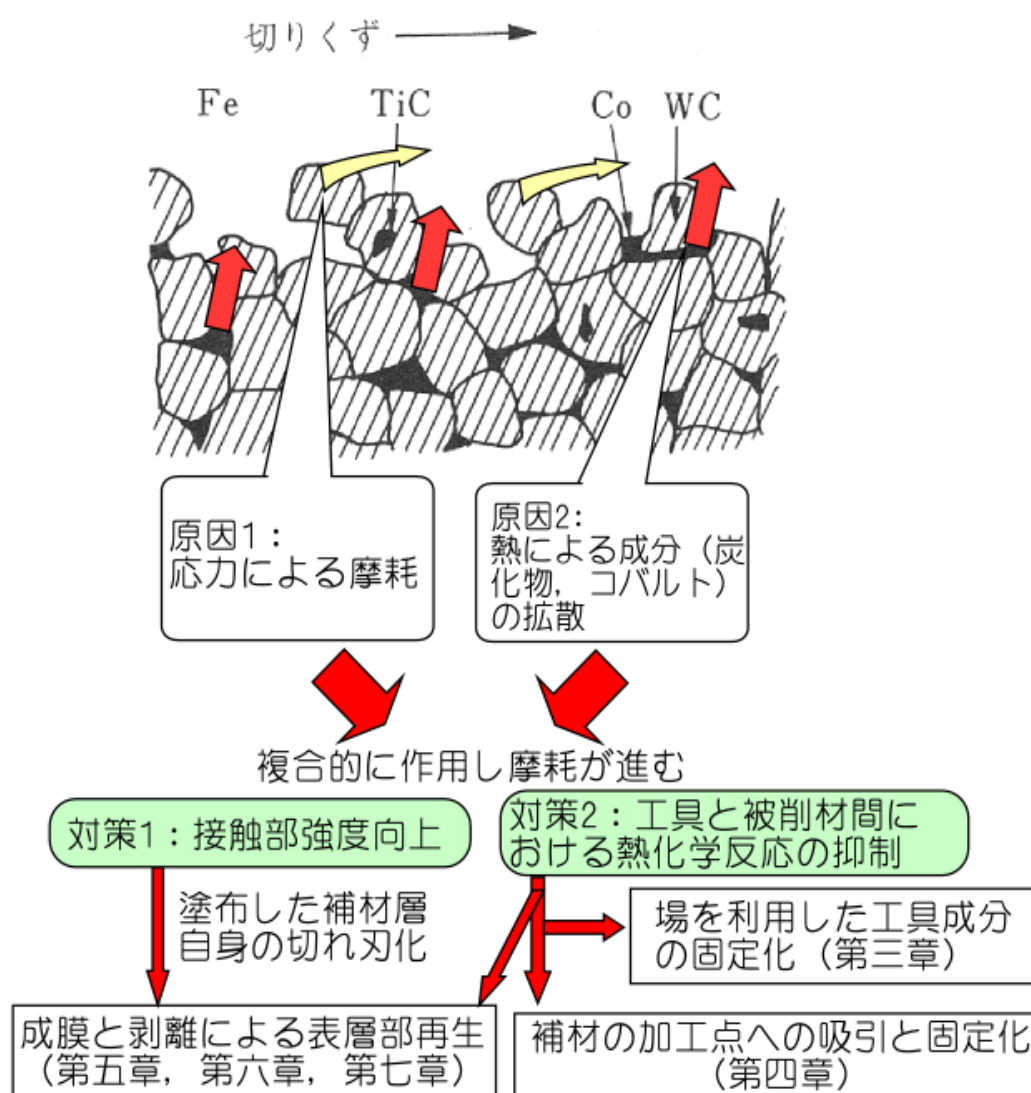 切りくず
Fe
TiC
Co
WC
原因1：
応力による摩耗
原因2:
熱による成分（炭
化物，コバルト）
の拡散
複合的に作用し摩耗が進む
対策1：接触部強度向上
対策2：工具と被削材間に
おける熱化学反応の抑制
塗布した補材層
自身の切れ刃化
場を利用した工具成分
の固定化（第三章）
成膜と剥離による表層部再生
（第五章，第六章，第七章）
補材の加工点への吸引と固定化
（第四章）